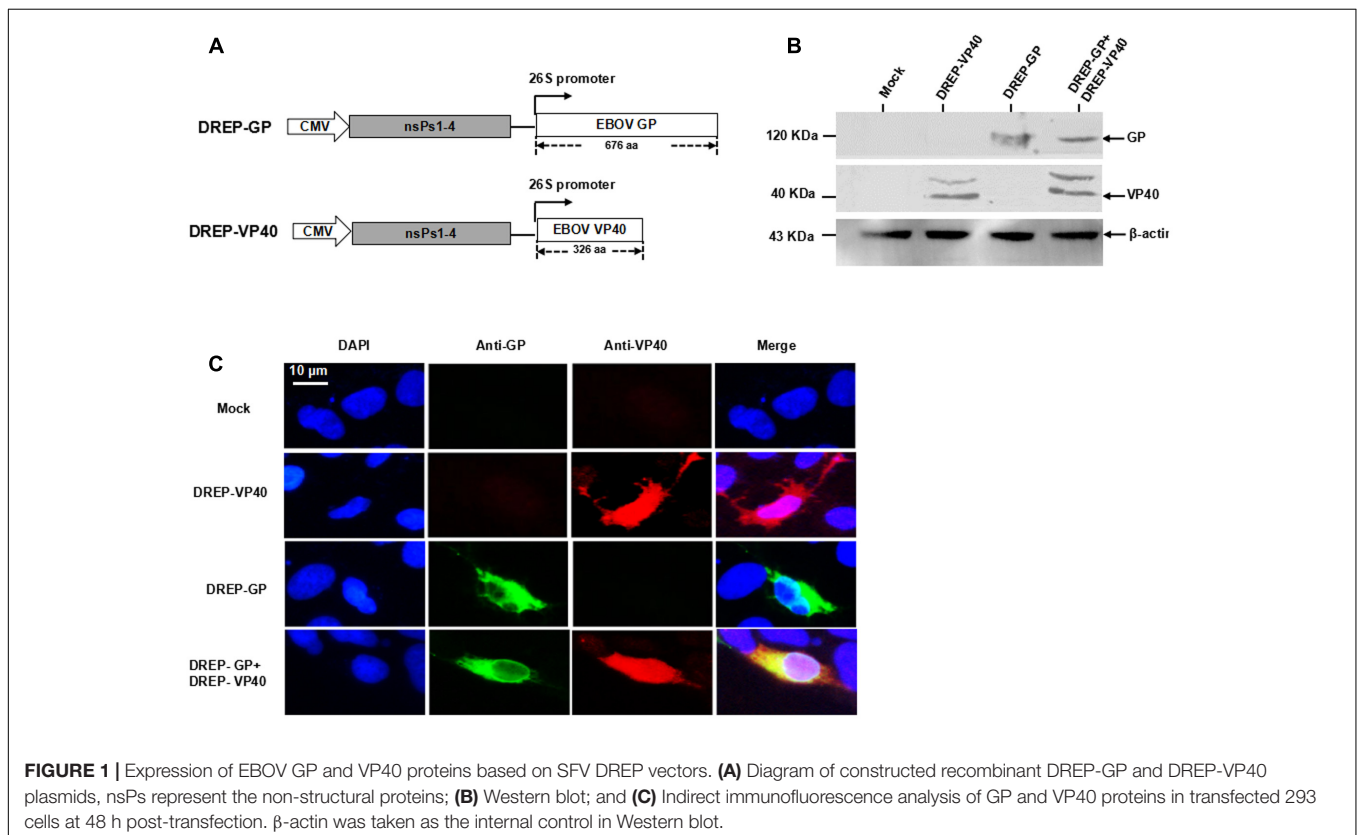 A
26S promoter
DREP-GP
CMV
nsPs1-4
EBOV GP
676 aa
26S promoter
DREP-VP40
CMV
nsPs1-4
EBOV VP40
326 aa
B
Mock
DREP-VP40
DREP-GP
DREP-GP+
DREP-VP40
120 KDa
GP
40 KDa
VP40
43 KDa
β-actin
C
DAPI
Anti-GP
Anti-VP40
Merge
10 µm
Mock
DREP-VP40
DREP-GP
DREP- GP+
DREP- VP40
FIGURE 1 | Expression of EBOV GP and VP40 proteins based on SFV DREP vectors. (A) Diagram of constructed recombinant DREP-GP and DREP-VP40
plasmids, nsPs represent the non-structural proteins; (B) Western blot; and (C) Indirect immunofluorescence analysis of GP and VP40 proteins in transfected 293
cells at 48 h post-transfection. β-actin was taken as the internal control in Western blot.